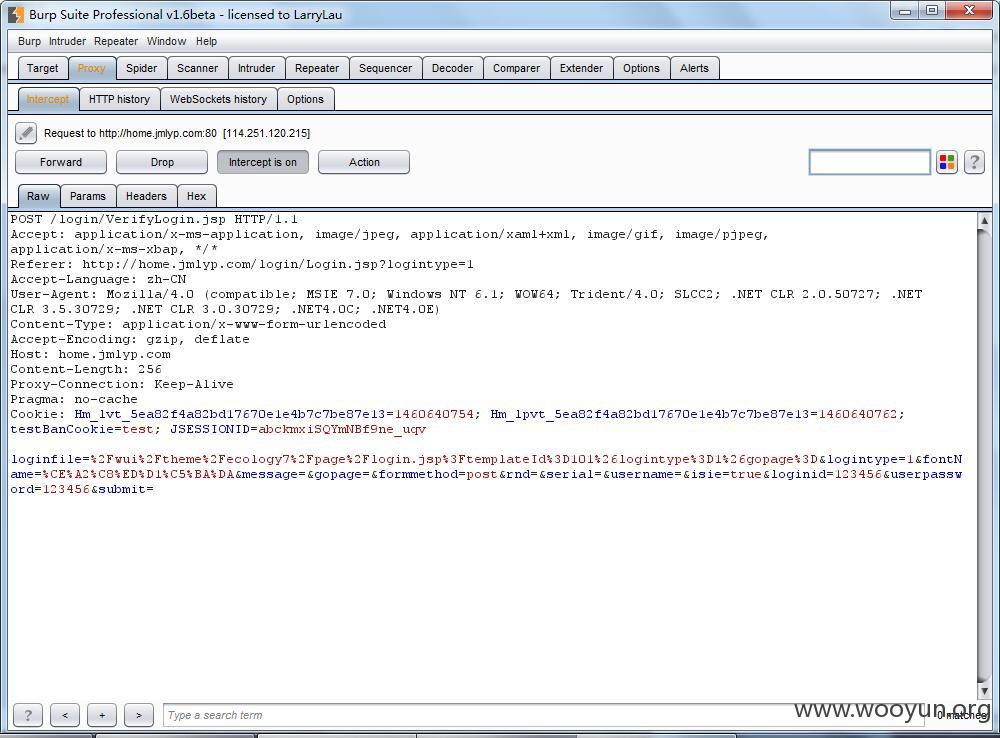 Burp Suite Professional v1.6beta - licensed to LarryLau
Burp Intruder Repeater Window Help
Target Proxy Spider Scanner Intruder Repeater Sequencer Decoder Comparer Extender Options Alerts
Intercept HTTP history WebSockets history Options
Request to http://home.jmlyp.com:80 [114.251.120.215]
Forward Drop Intercept is on Action ?
Raw Params Headers Hex
POST /login/VerifyLogin.jsp HTTP/1.1
Accept: application/x-ms-application, image/jpeg, application/xaml+xml, image/gif, image/pjpeg,
application/x-ms-xbap, */*
Referer: http://home.jmlyp.com/login/Login.jsp?logintype=1
Accept-Language: zh-CN
User-Agent: Mozilla/4.0 (compatible; MSIE 7.0; Windows NT 6.1; WOW64; Trident/4.0; SLCC2; .NET CLR 2.0.50727; .NET
CLR 3.5.30729; .NET CLR 3.0.30729; .NET4.0C; .NET4.0E)
Content-Type: application/x-www-form-urlencoded
Accept-Encoding: gzip, deflate
Host: home.jmlyp.com
Content-Length: 256
Proxy-Connection: Keep-Alive
Pragma: no-cache
Cookie: Hm_lvt_5ea82f4a82bd17670e1e4b7c7be87e13=1460640754; Hm_lpvt_5ea82f4a82bd17670e1e4b7c7be87e13=1460640762;
testBanCookie=test; JSESSIONID=abckmxiSQYmNBf9ne_uqv
loginfile=%2Fwui%2Ftheme%2Fecology7%2Fpage%2Flogin.jsp%3FtemplateId%3D101%26logintype%3D1%26gopage%3D&logintype=1&fontN
ame=%CE%A2%C8%ED%D1%C5%BA%DA&message=&gopage=&formmethod=post&rnd=&serial=&username=&isie=true&loginid=123456&userpassw
ord=123456&submit=
? < + > Type a search term 0 matches
www.wooyun.org